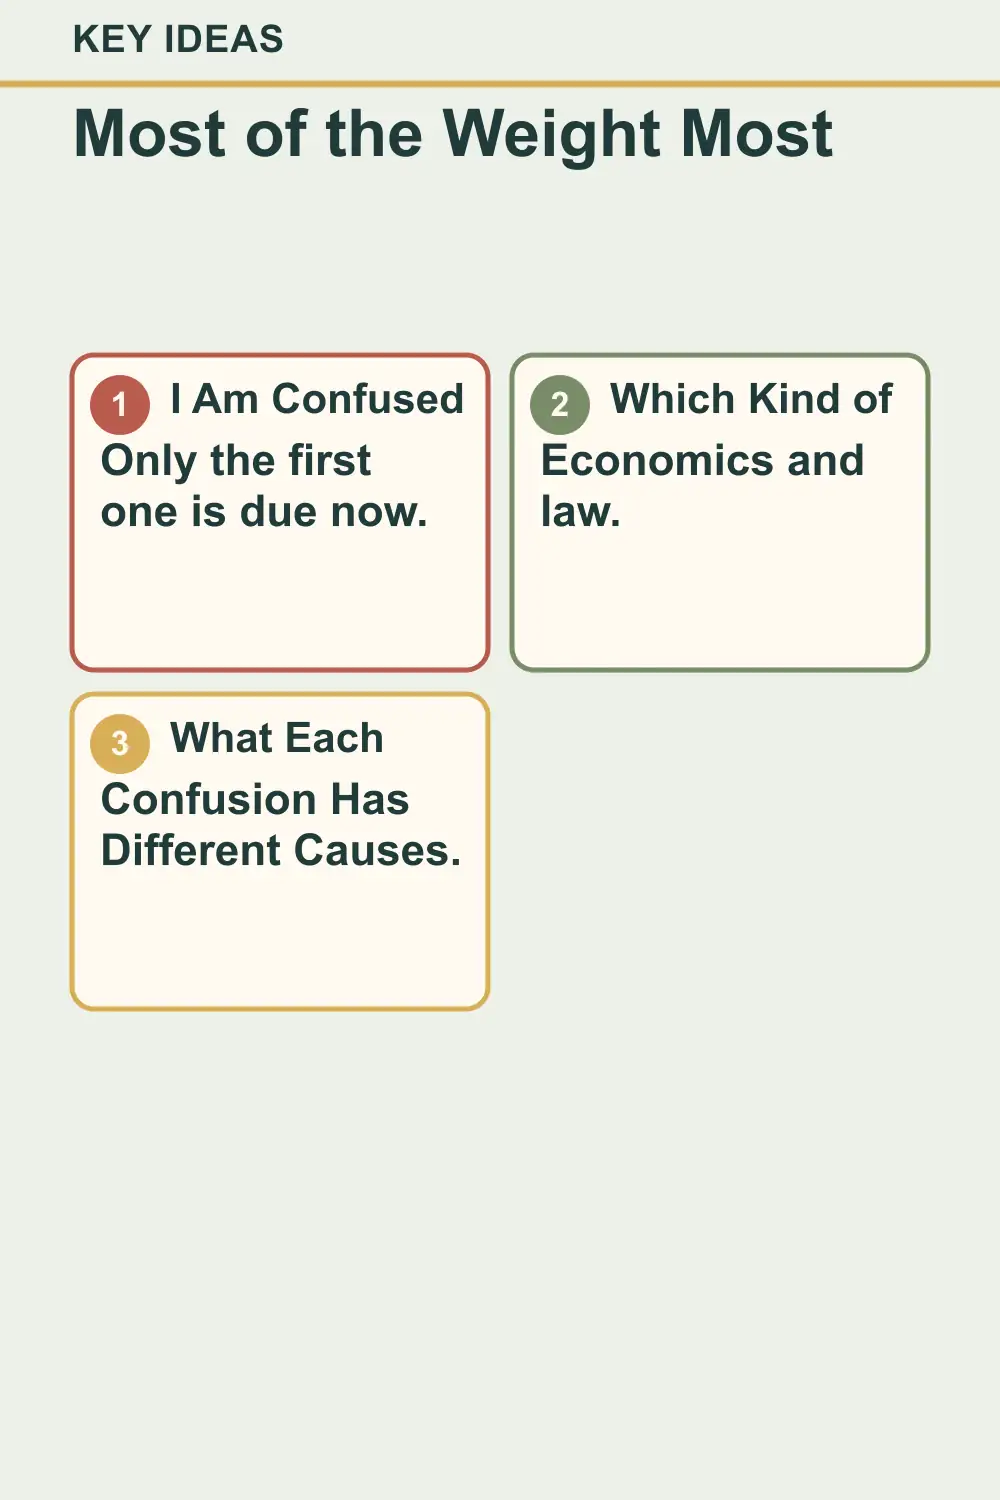 KEY IDEAS
Most of the Weight Most
1 I Am Confused
Only the first
one is due now.
2 Which Kind of
Economics and
law.
3 What Each
Confusion Has
Different Causes.